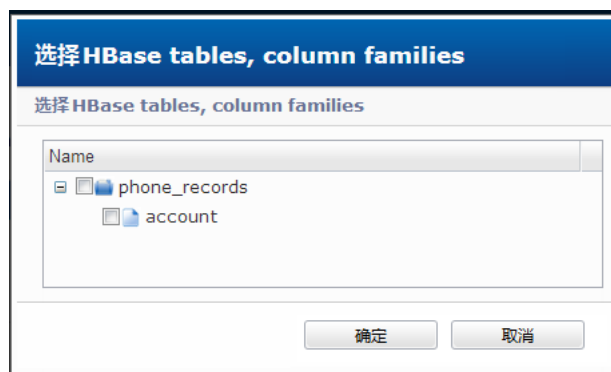 选择HBase tables, column families
选择HBase tables, column families
Name
phone_records
account
确定
取消